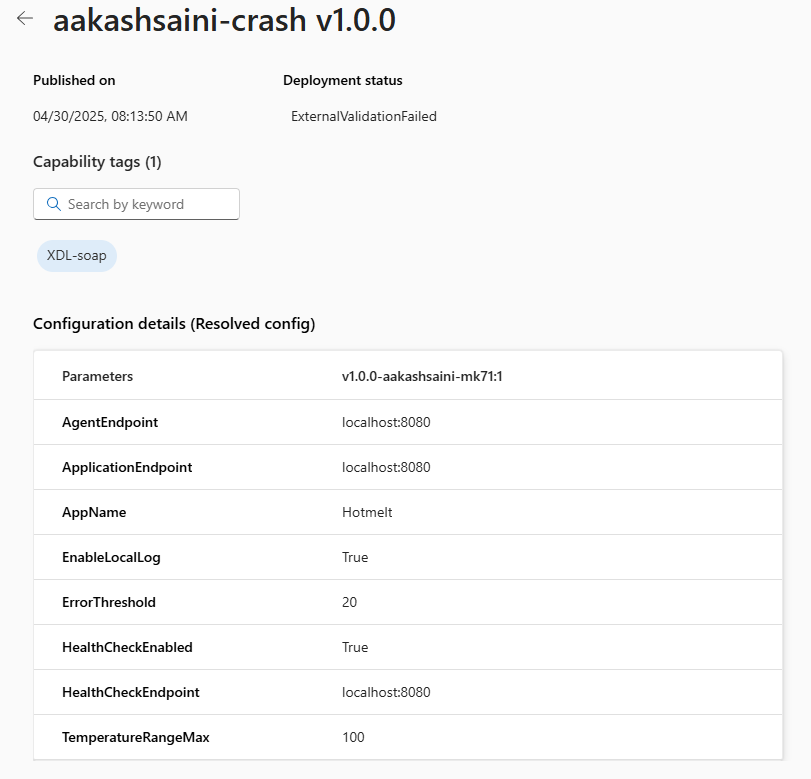 aakashsaini-crash v1.0.0
Published on Deployment status
04/30/2025, 08:13:50 AM ExternalValidationFailed
Capability tags (1)
Search by keyword
XDL-soap
Configuration details (Resolved config)
Parameters v1.0.0-aakashsaini-mk71:1
AgentEndpoint localhost:8080
ApplicationEndpoint localhost:8080
AppName Hotmelt
EnableLocalLog True
ErrorThreshold 20
HealthCheckEnabled True
HealthCheckEndpoint localhost:8080
TemperatureRangeMax 100